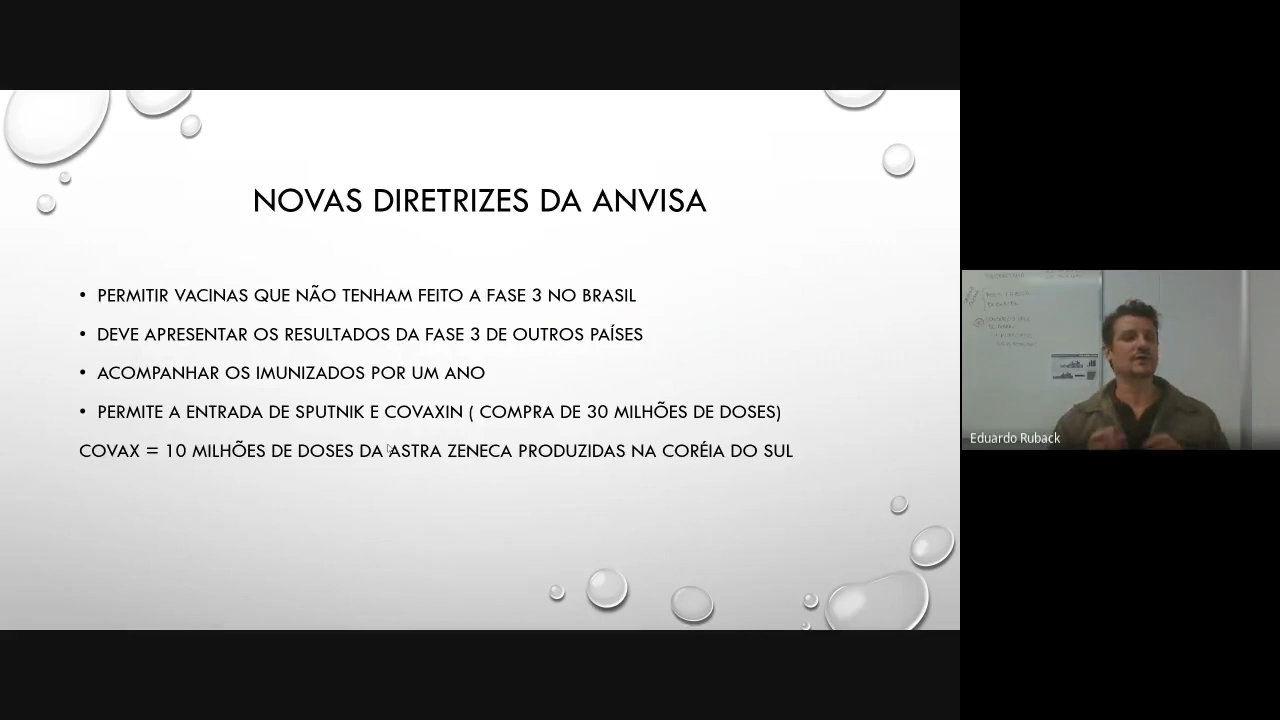 NOVAS DIRETRIZES DA ANVISA
• PERMITIR VACINAS QUE NÃO TENHAM FEITO A FASE 3 NO BRASIL
• DEVE APRESENTAR OS RESULTADOS DA FASE 3 DE OUTROS PAÍSES
• ACOMPANHAR OS IMUNIZADOS POR UM ANO
• PERMITE A ENTRADA DE SPUTNIK E COVAXIN ( COMPRA DE 30 MILHÕES DE DOSES)
COVAX = 10 MILHÕES DE DOSES DA ASTRA ZENECA PRODUZIDAS NA CORÉIA DO SUL
Eduardo Ruback